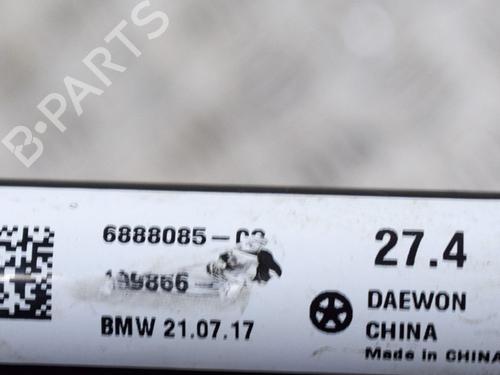 B-PARTS
6888085-
27.4
BMW 21.07.17
DAEWON
CHINA
Made in CHINA